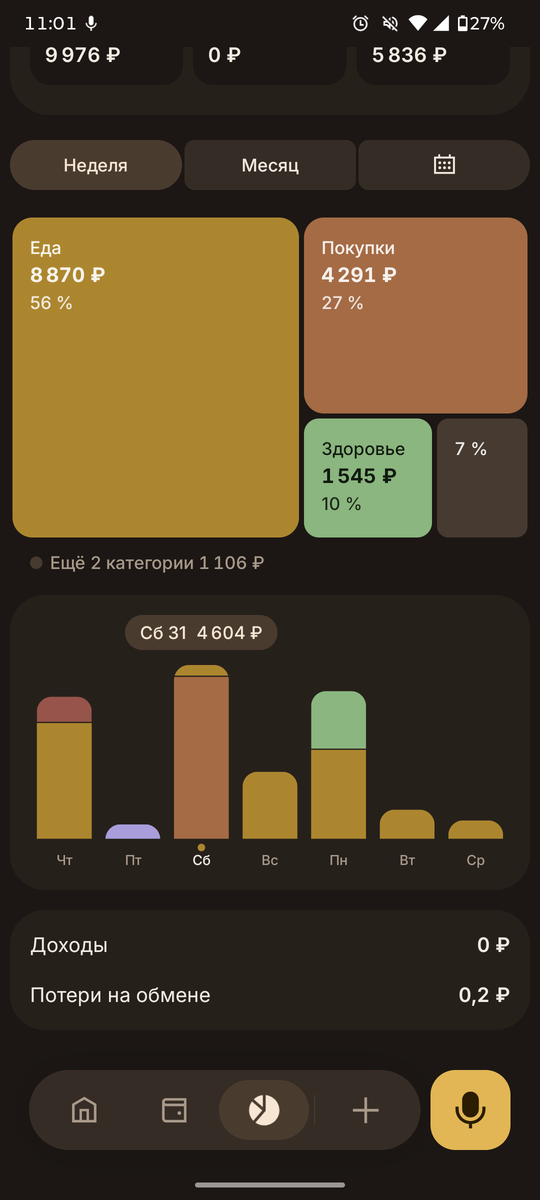 11:01
27%
9 976 ₽
0 ₽
5 836 ₽
Неделя
Месяц
Еда
8 870 ₽
56 %
Покупки
4 291 ₽
27 %
Здоровье
1 545 ₽
10 %
7 %
Ещё 2 категории 1 106 ₽
Сб 31 4 604 ₽
Чт
Пт
Сб
Вс
Пн
Вт
Ср
Доходы
0 ₽
Потери на обмене
0,2 ₽